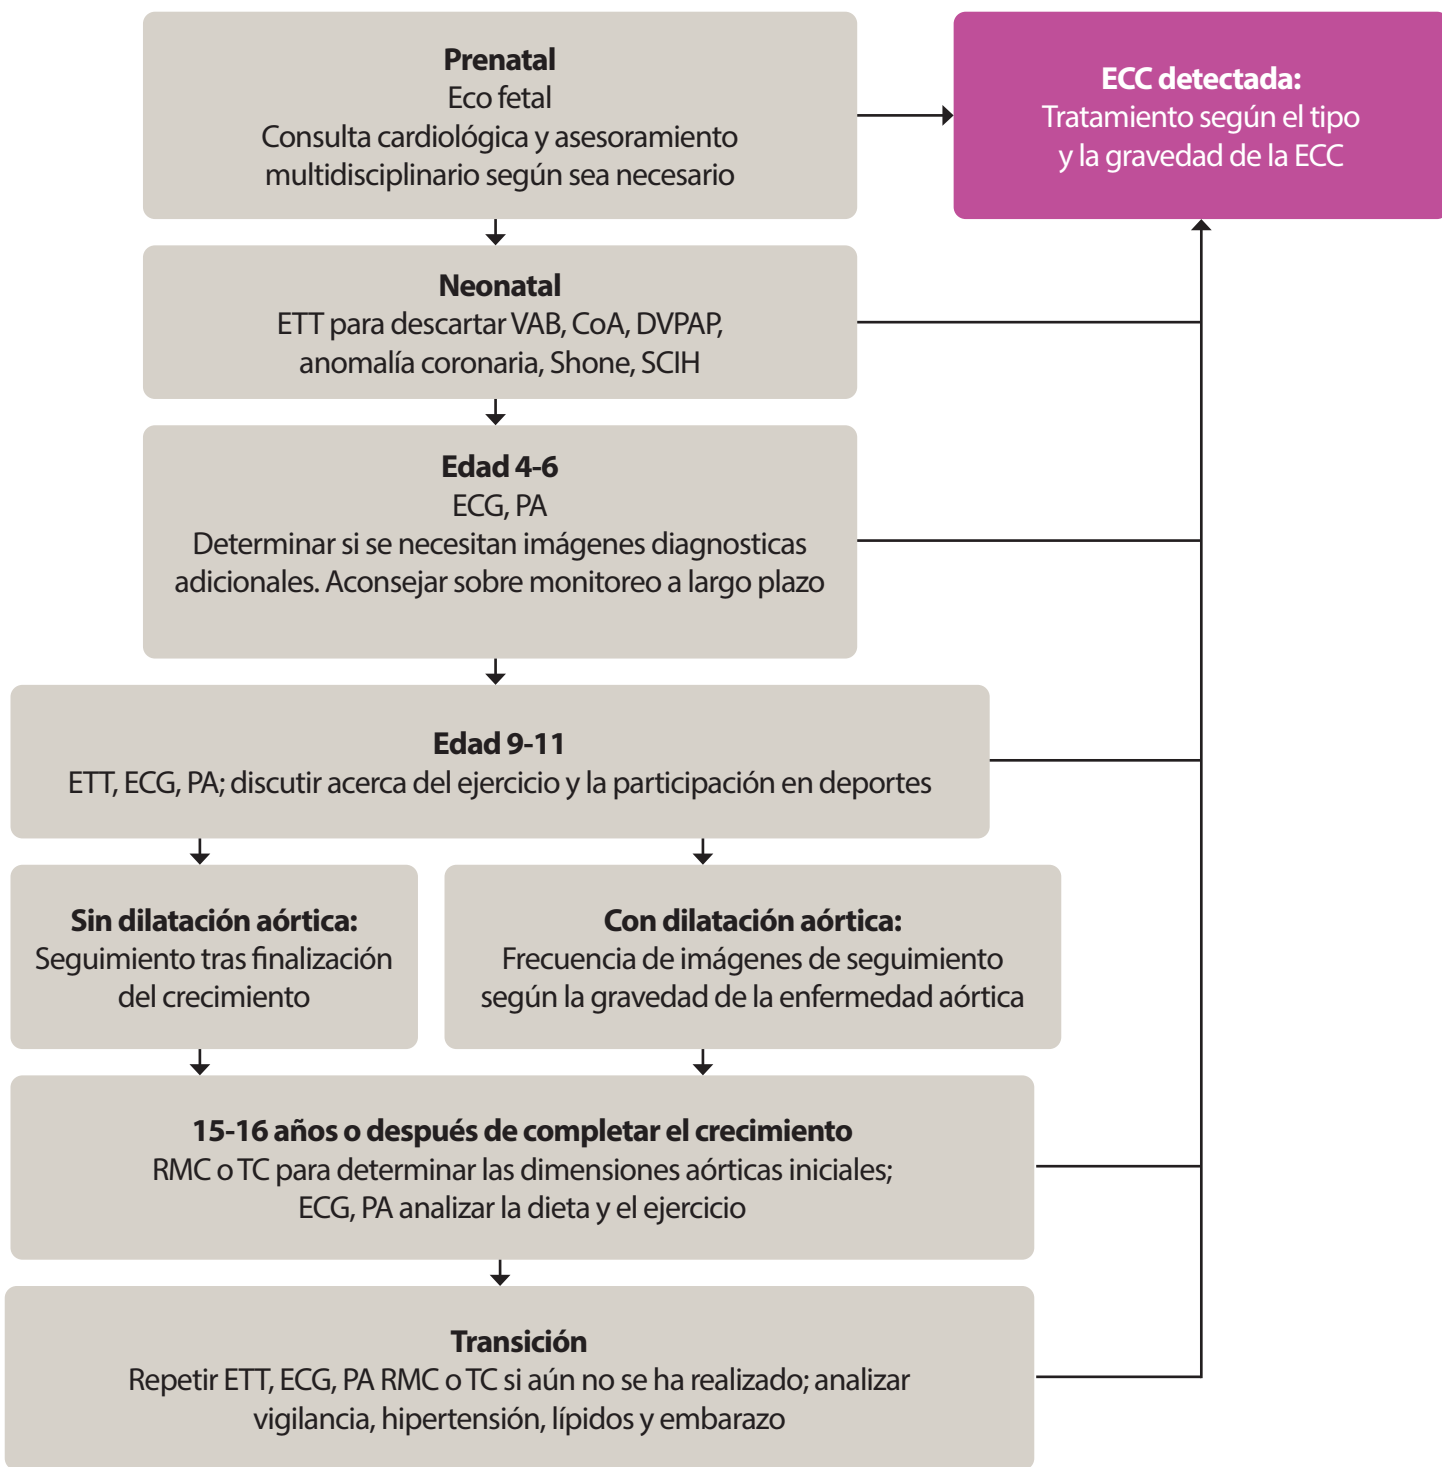 Prenatal
Eco fetal
Consulta cardiológica y asesoramiento
multidisciplinario según sea necesario
ECC detectada:
Tratamiento según el tipo
y la gravedad de la ECC
Neonatal
ETT para descartar VAB, CoA, DVPAP,
anomalía coronaria, Shone, SCIH
Edad 4-6
ECG, PA
Determinar si se necesitan imágenes diagnosticas
adicionales. Aconsejar sobre monitoreo a largo plazo
Edad 9-11
ETT, ECG, PA; discutir acerca del ejercicio y la participación en deportes
Sin dilatación aórtica:
Seguimiento tras finalización
del crecimiento
Con dilatación aórtica:
Frecuencia de imágenes de seguimiento
según la gravedad de la enfermedad aórtica
15-16 años o después de completar el crecimiento
RMC o TC para determinar las dimensiones aórticas iniciales;
ECG, PA analizar la dieta y el ejercicio
Transición
Repetir ETT, ECG, PA RMC o TC si aún no se ha realizado; analizar
vigilancia, hipertensión, lípidos y embarazo